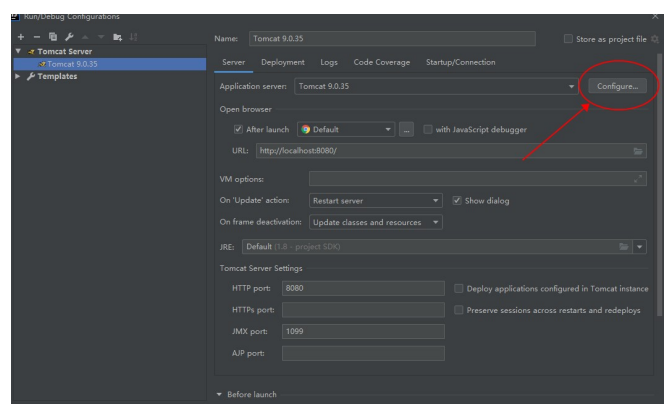 Run/Debug Configurations
Name: Tomcat 9.0.35 Store as project file
Tomcat Server
Tomcat 9.0.35
Templates
Server Deployment Logs Code Coverage Startup/Connection
Application server: Tomcat 9.0.35 Configure...
Open browser
After launch Default ... with JavaScript debugger
URL: http://localhost:8080/
VM options:
On 'Update' action: Restart server Show dialog
On frame deactivation: Update classes and resources
JRE: Default (1.8 - project SDK)
Tomcat Server Settings
HTTP port: 8080 Deploy applications configured in Tomcat instance
HTTPs port: Preserve sessions across restarts and redeploys
JMX port: 1099
AJP port:
Before launch